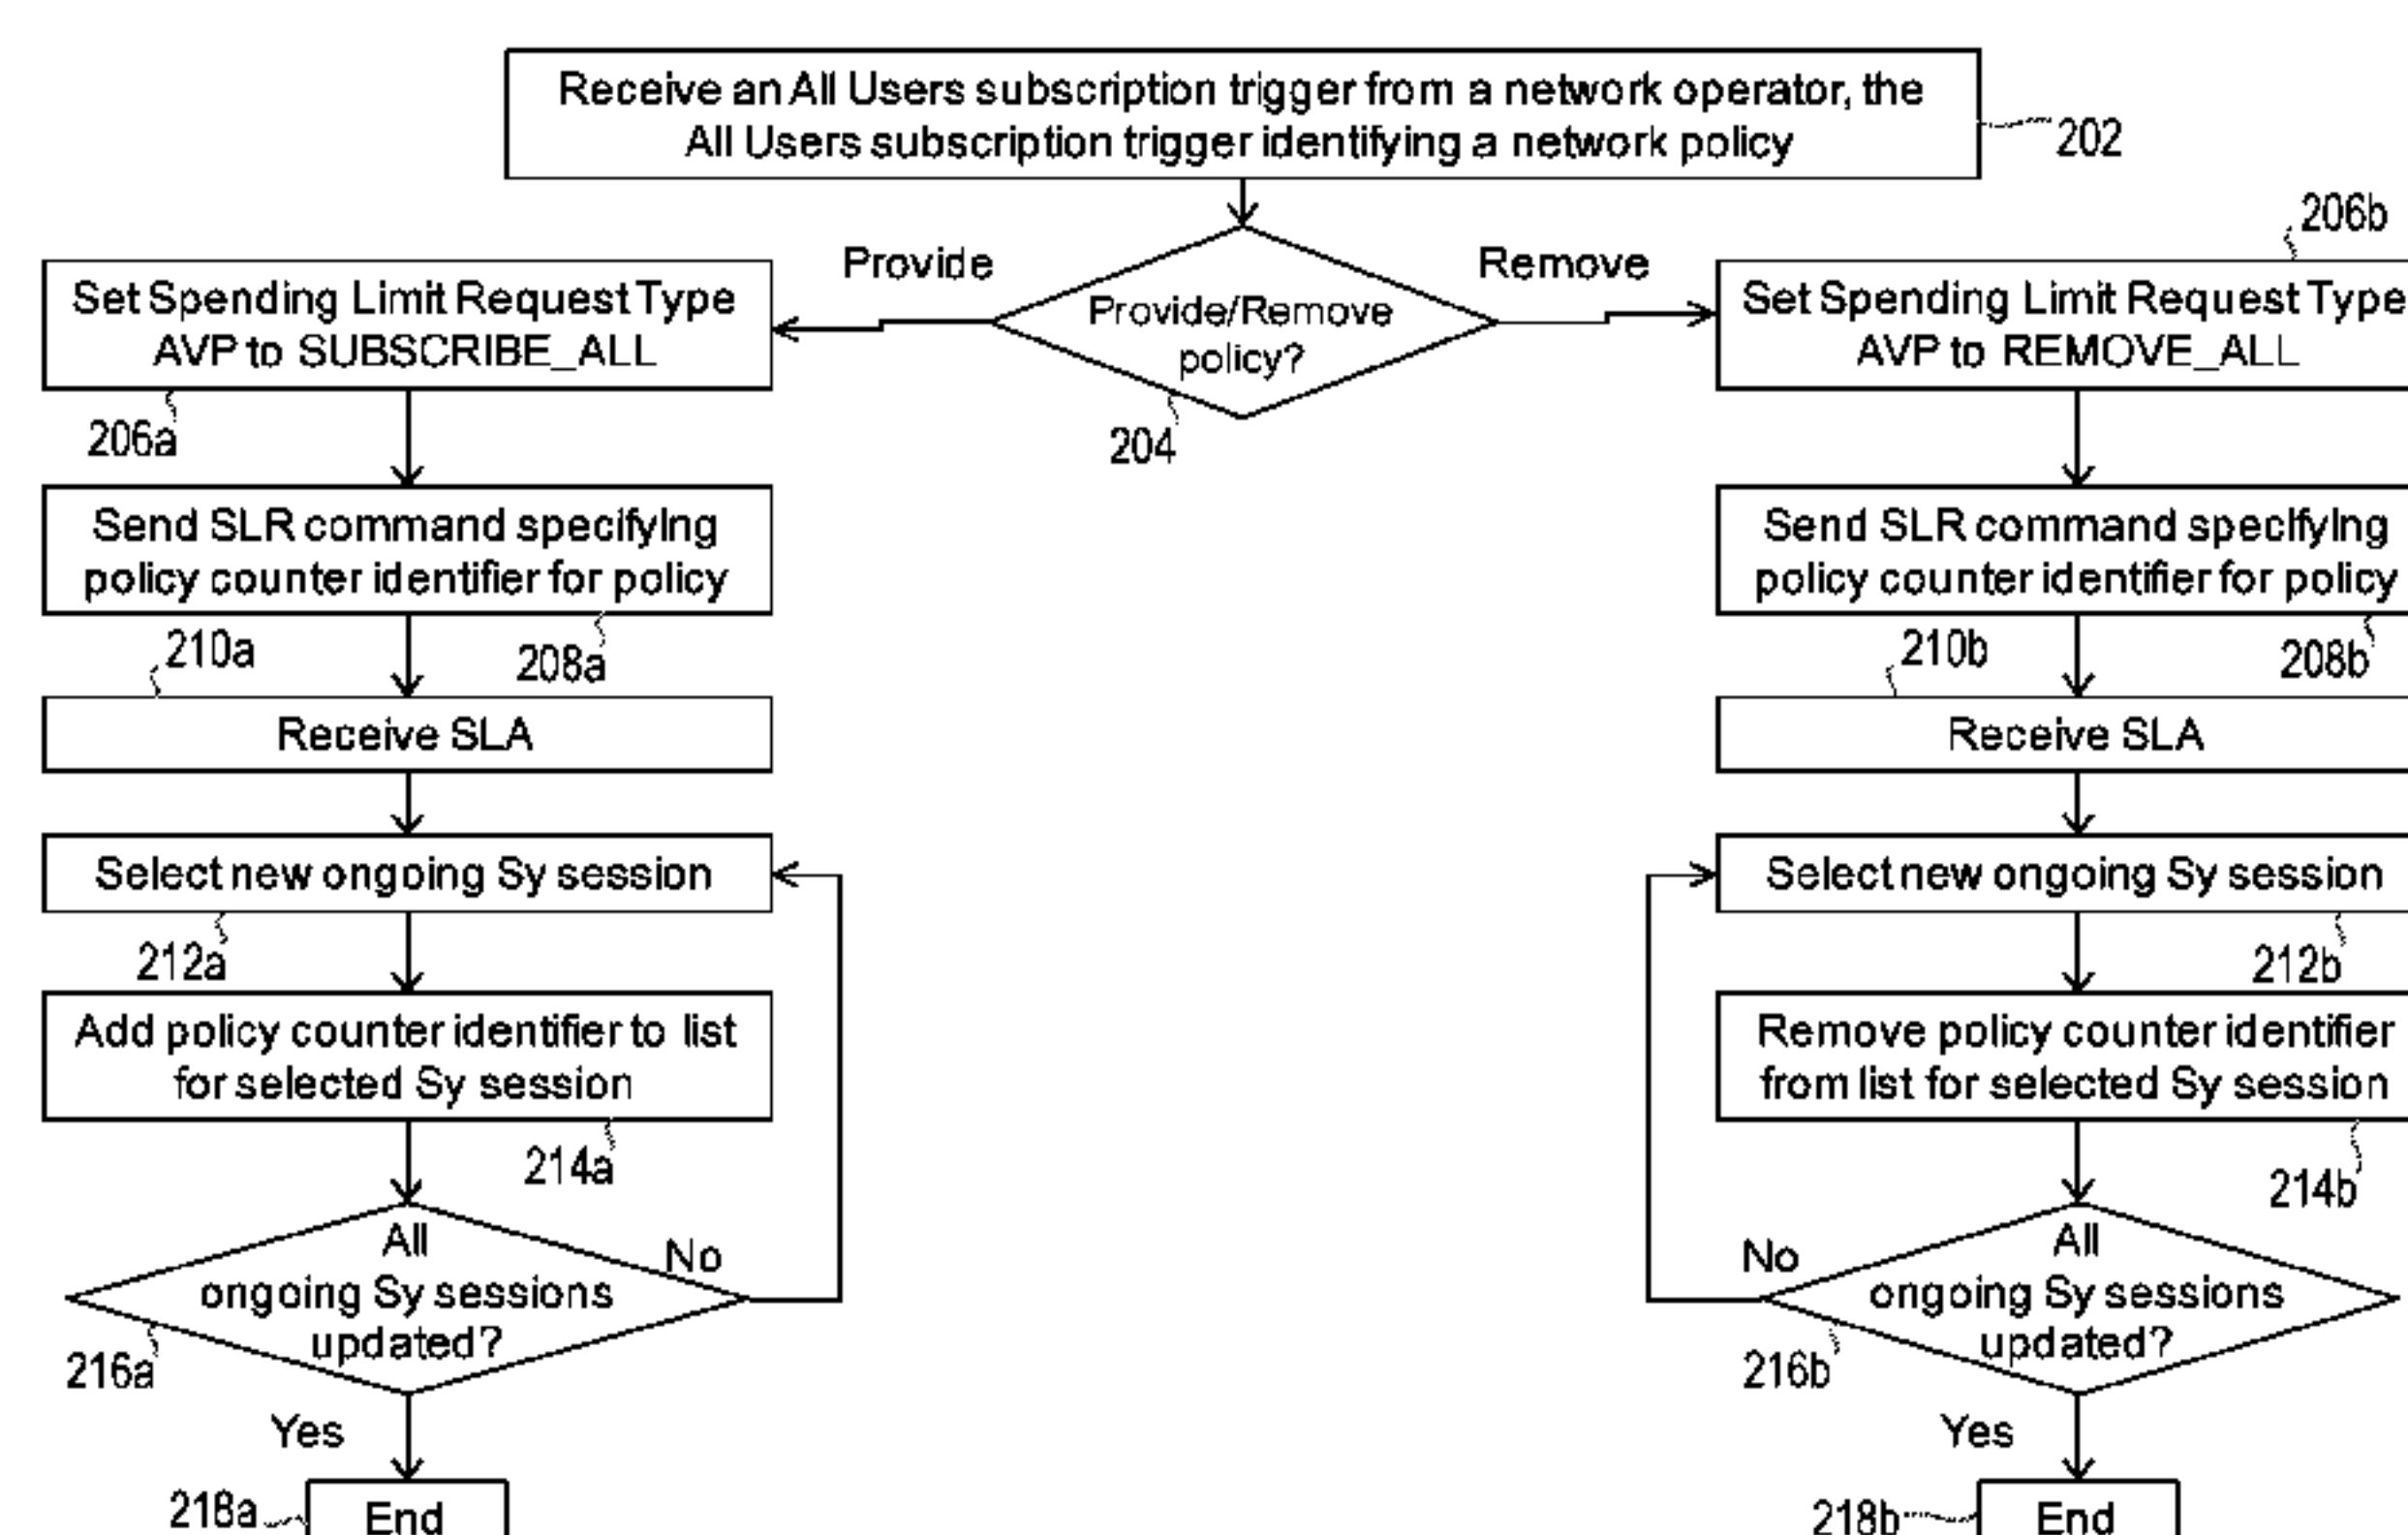 Receive an All Users subscription trigger from a network operator, the
All Users subscription trigger identifying a network policy
202
Provide
Provide/Remove
policy?
204
Remove
206b
Set Spending Limit Request Type
AVP to SUBSCRIBE_ALL
206a
Send SLR command specifying
policy counter identifier for policy
208a
210a
Receive SLA
Select new ongoing Sy session
212a
Add policy counter identifier to list
for selected Sy session
214a
All
ongoing Sy sessions
updated?
No
216a
Yes
218a
End
Set Spending Limit Request Type
AVP to REMOVE_ALL
Send SLR command specifying
policy counter identifier for policy
208b
210b
Receive SLA
Select new ongoing Sy session
212b
Remove policy counter identifier
from list for selected Sy session
214b
No
All
ongoing Sy sessions
updated?
216b
Yes
218b
End